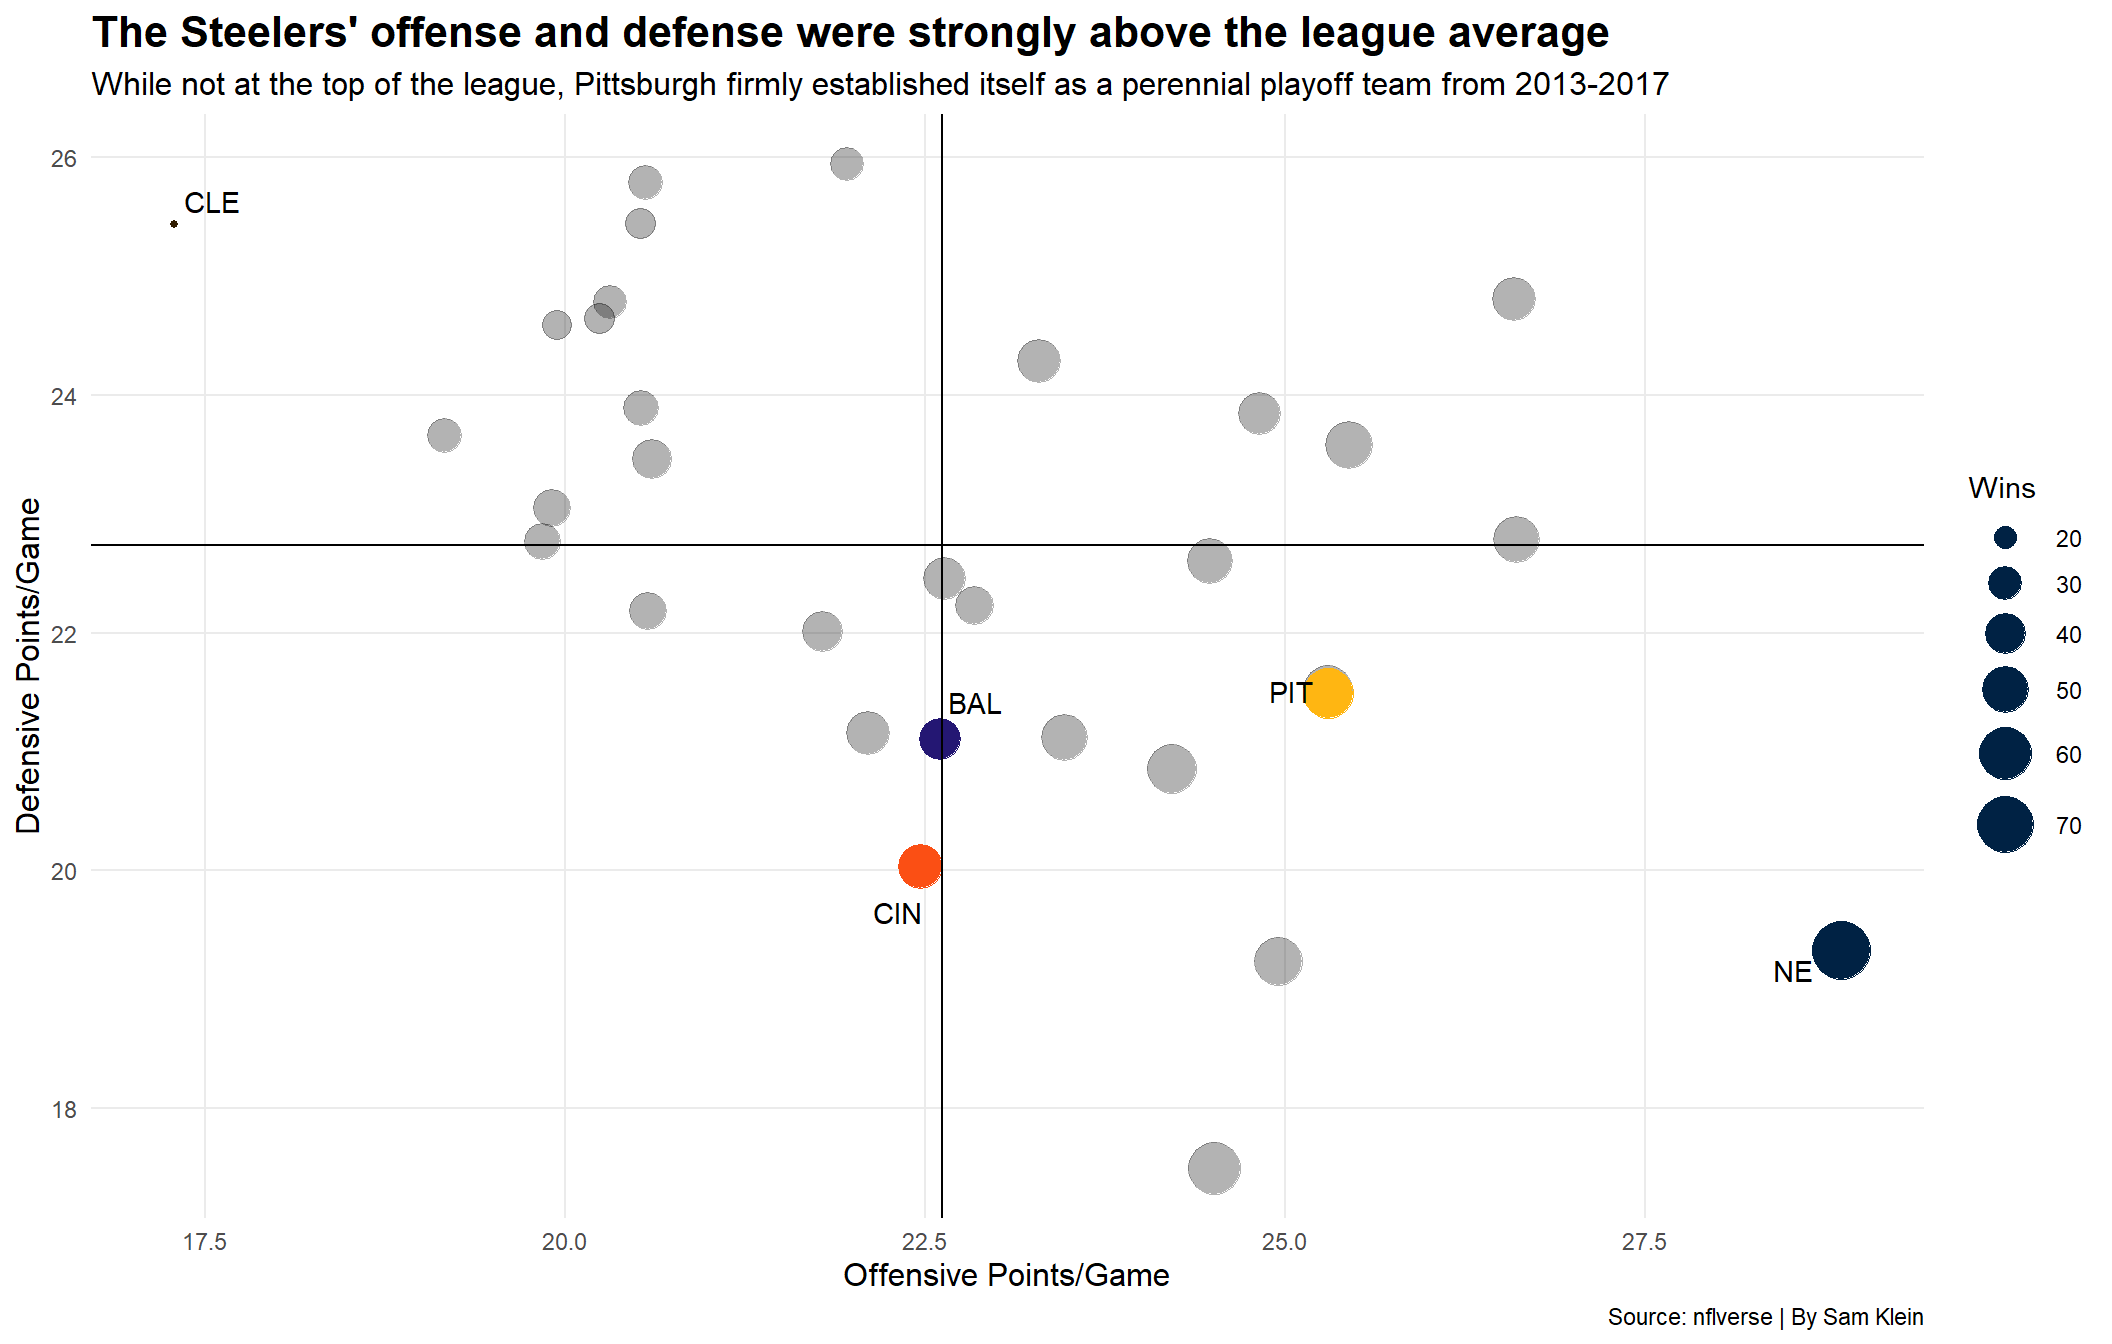 The Steelers' offense and defense were strongly above the league average
While not at the top of the league, Pittsburgh firmly established itself as a perennial playoff team from 2013-2017
26
24
22
20
18
Defensive Points/Game
CLE
BAL
PIT
CIN
NE
17.5
20.0
22.5
25.0
27.5
Offensive Points/Game
Wins
20
30
40
50
60
70
Source: nflverse | By Sam Klein